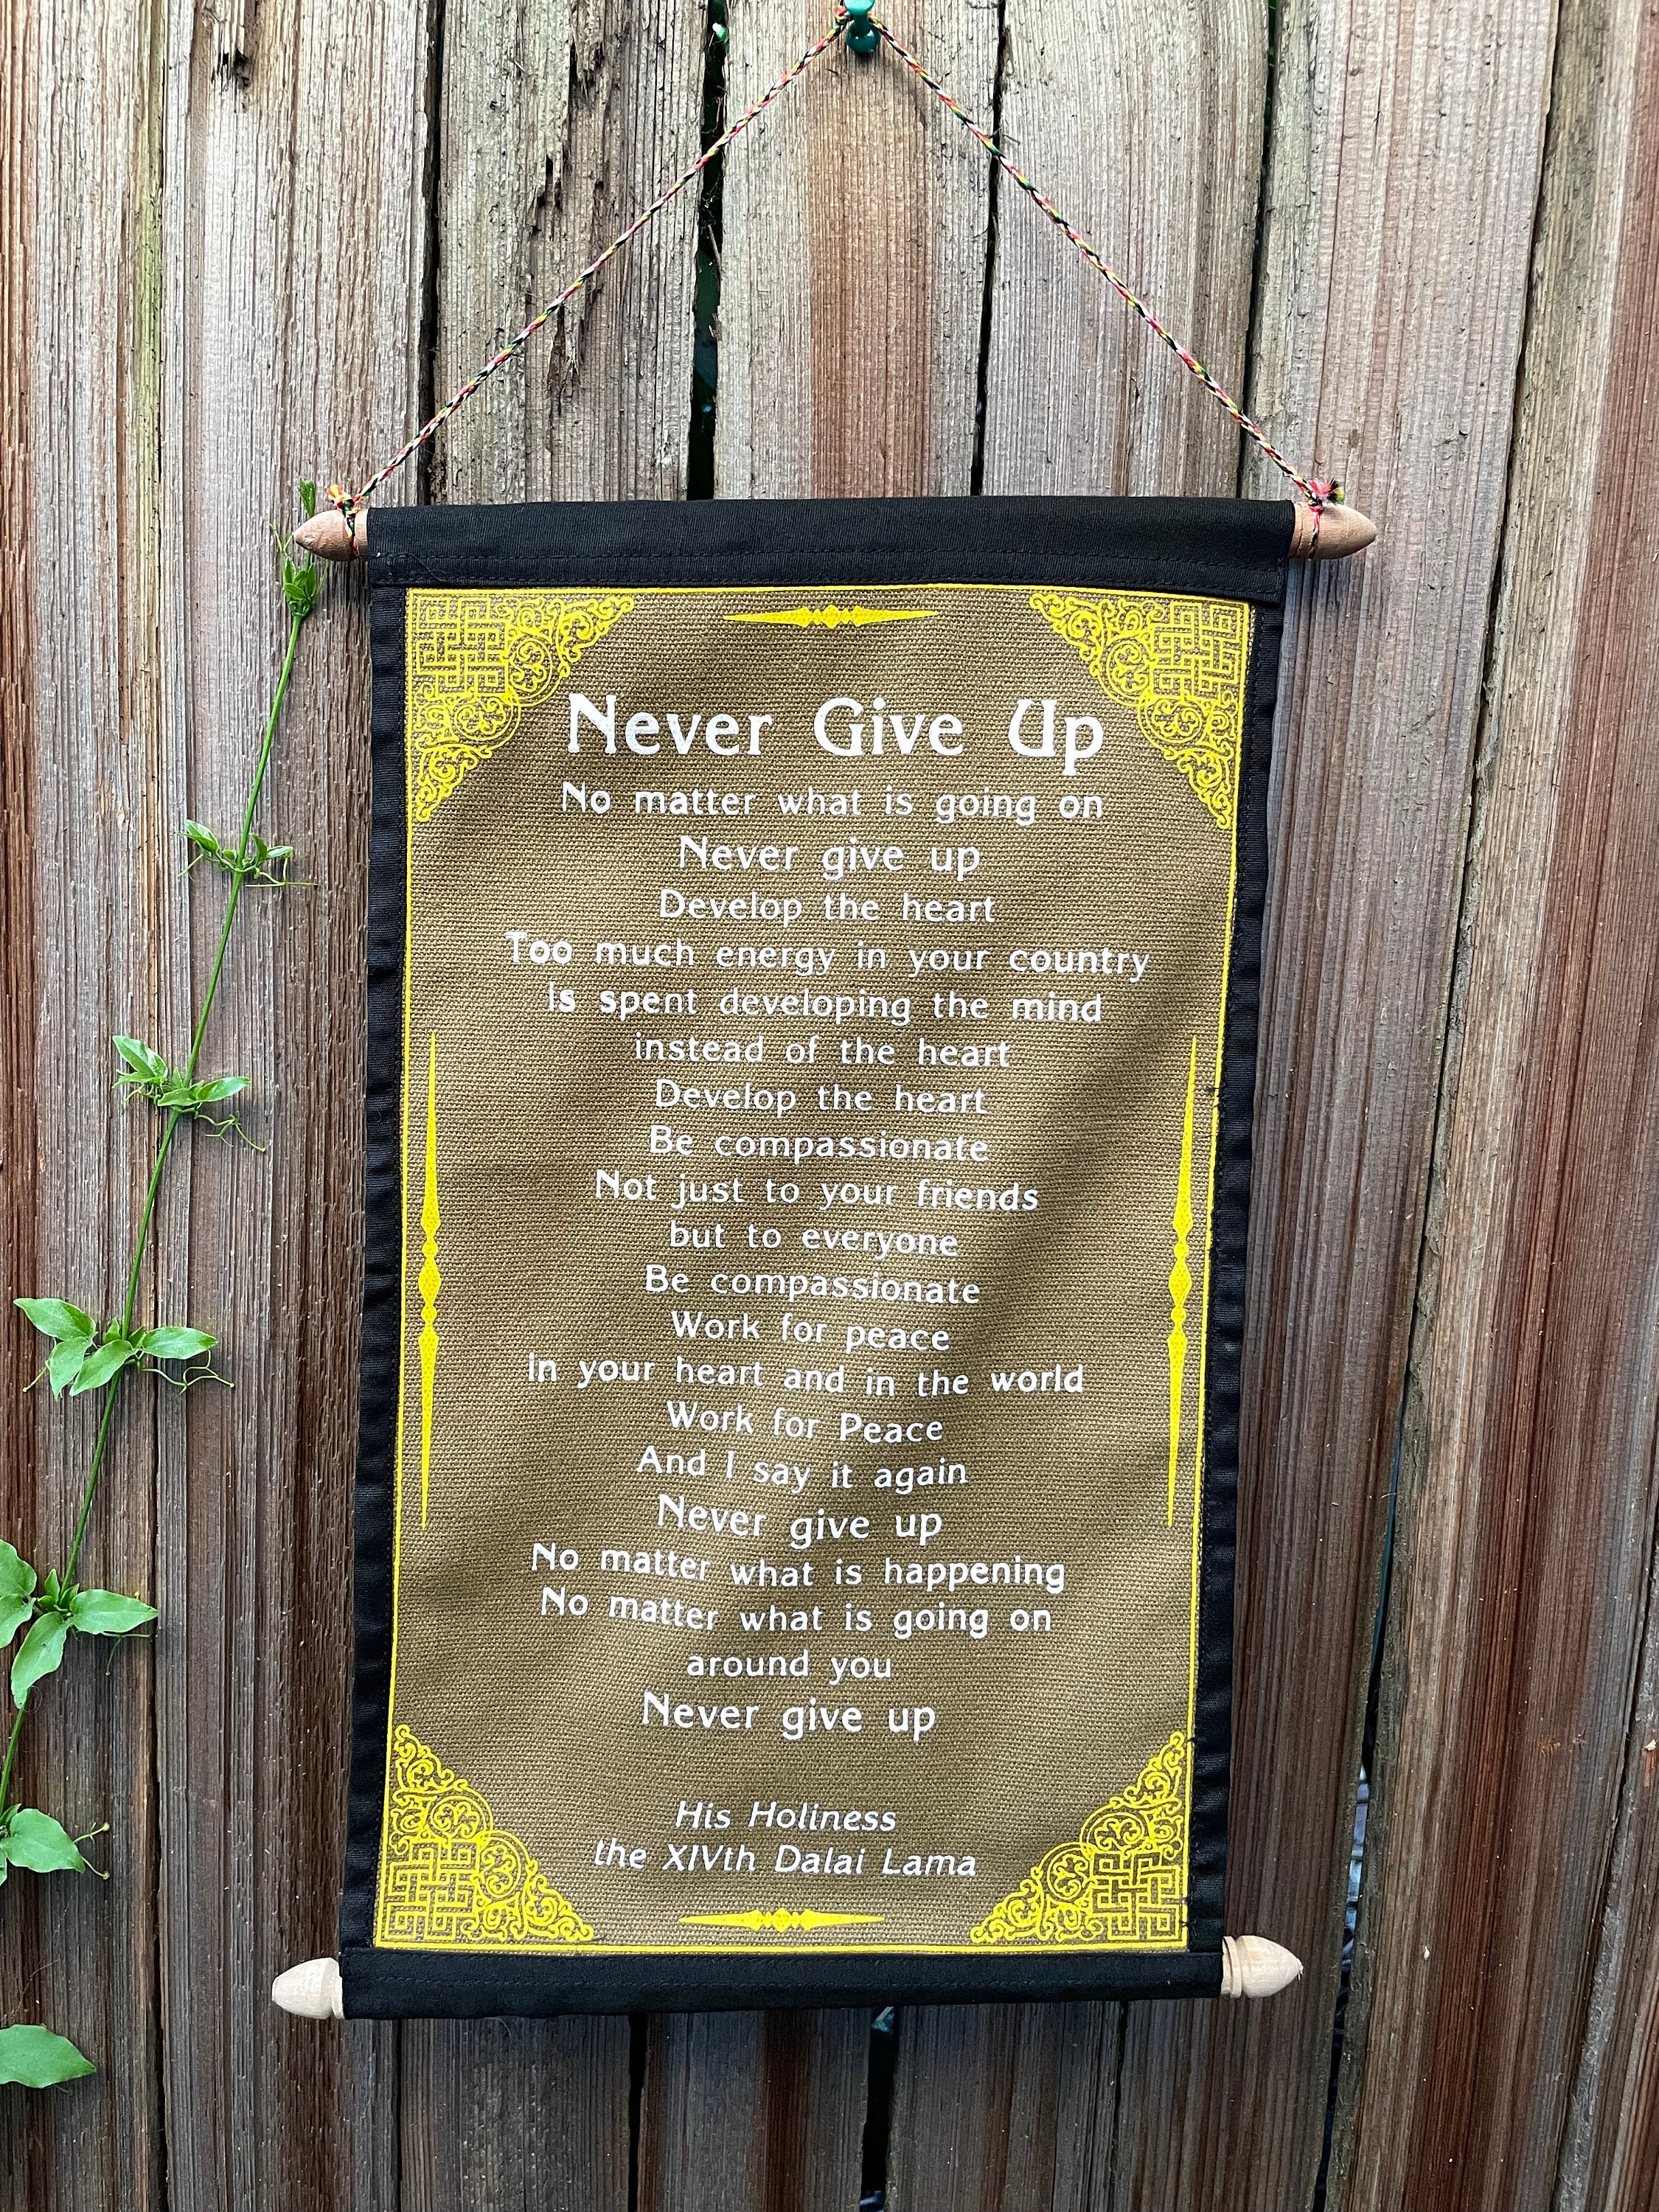 Never Give Up
No matter what is going on
Never give up
Develop the heart
Too much energy in your country
Is spent developing the mind
instead of the heart
Develop the heart
Be compassionate
Not just to your friends
but to everyone
Be compassionate
Work for peace
in your heart and in the world
Work for Peace
And I say it again
Never give up
No matter what is happening
No matter what is going on
around you
Never give up
His Holiness
the XIVth Dalai Lama